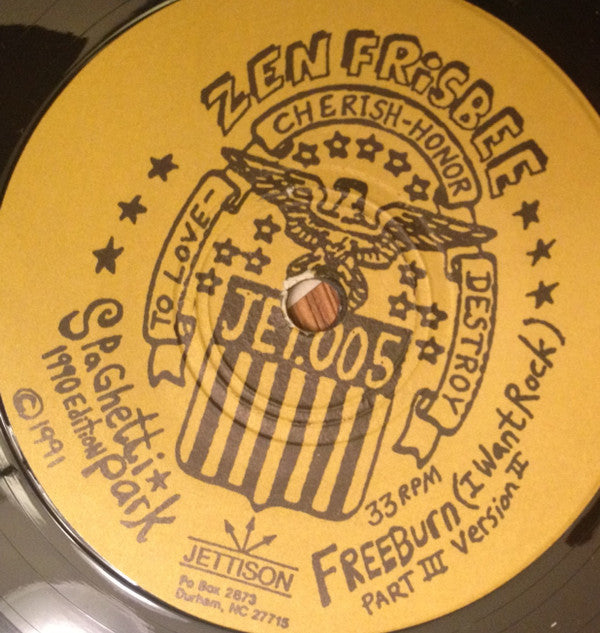 ZEN FRiSBEE
CHERISH-HONOR
TO LOVE-
DESTROY
Z
JET.005
SPaGHetti
PaRK
1990 Edition
©1991
33 RPM
FREEBURN (I Want Rock)
PART III Version II
JETTISON
Po Box 2873
Durham, NC 27715